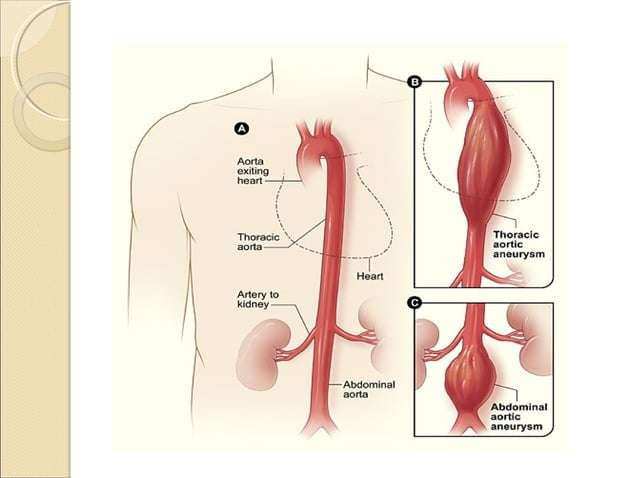 A
Aorta
exiting
heart
Thoracic
aorta
Heart
Artery to
kidney
Abdominal
aorta
B
Thoracic
aortic
aneurysm
C
Abdominal
aortic
aneurysm